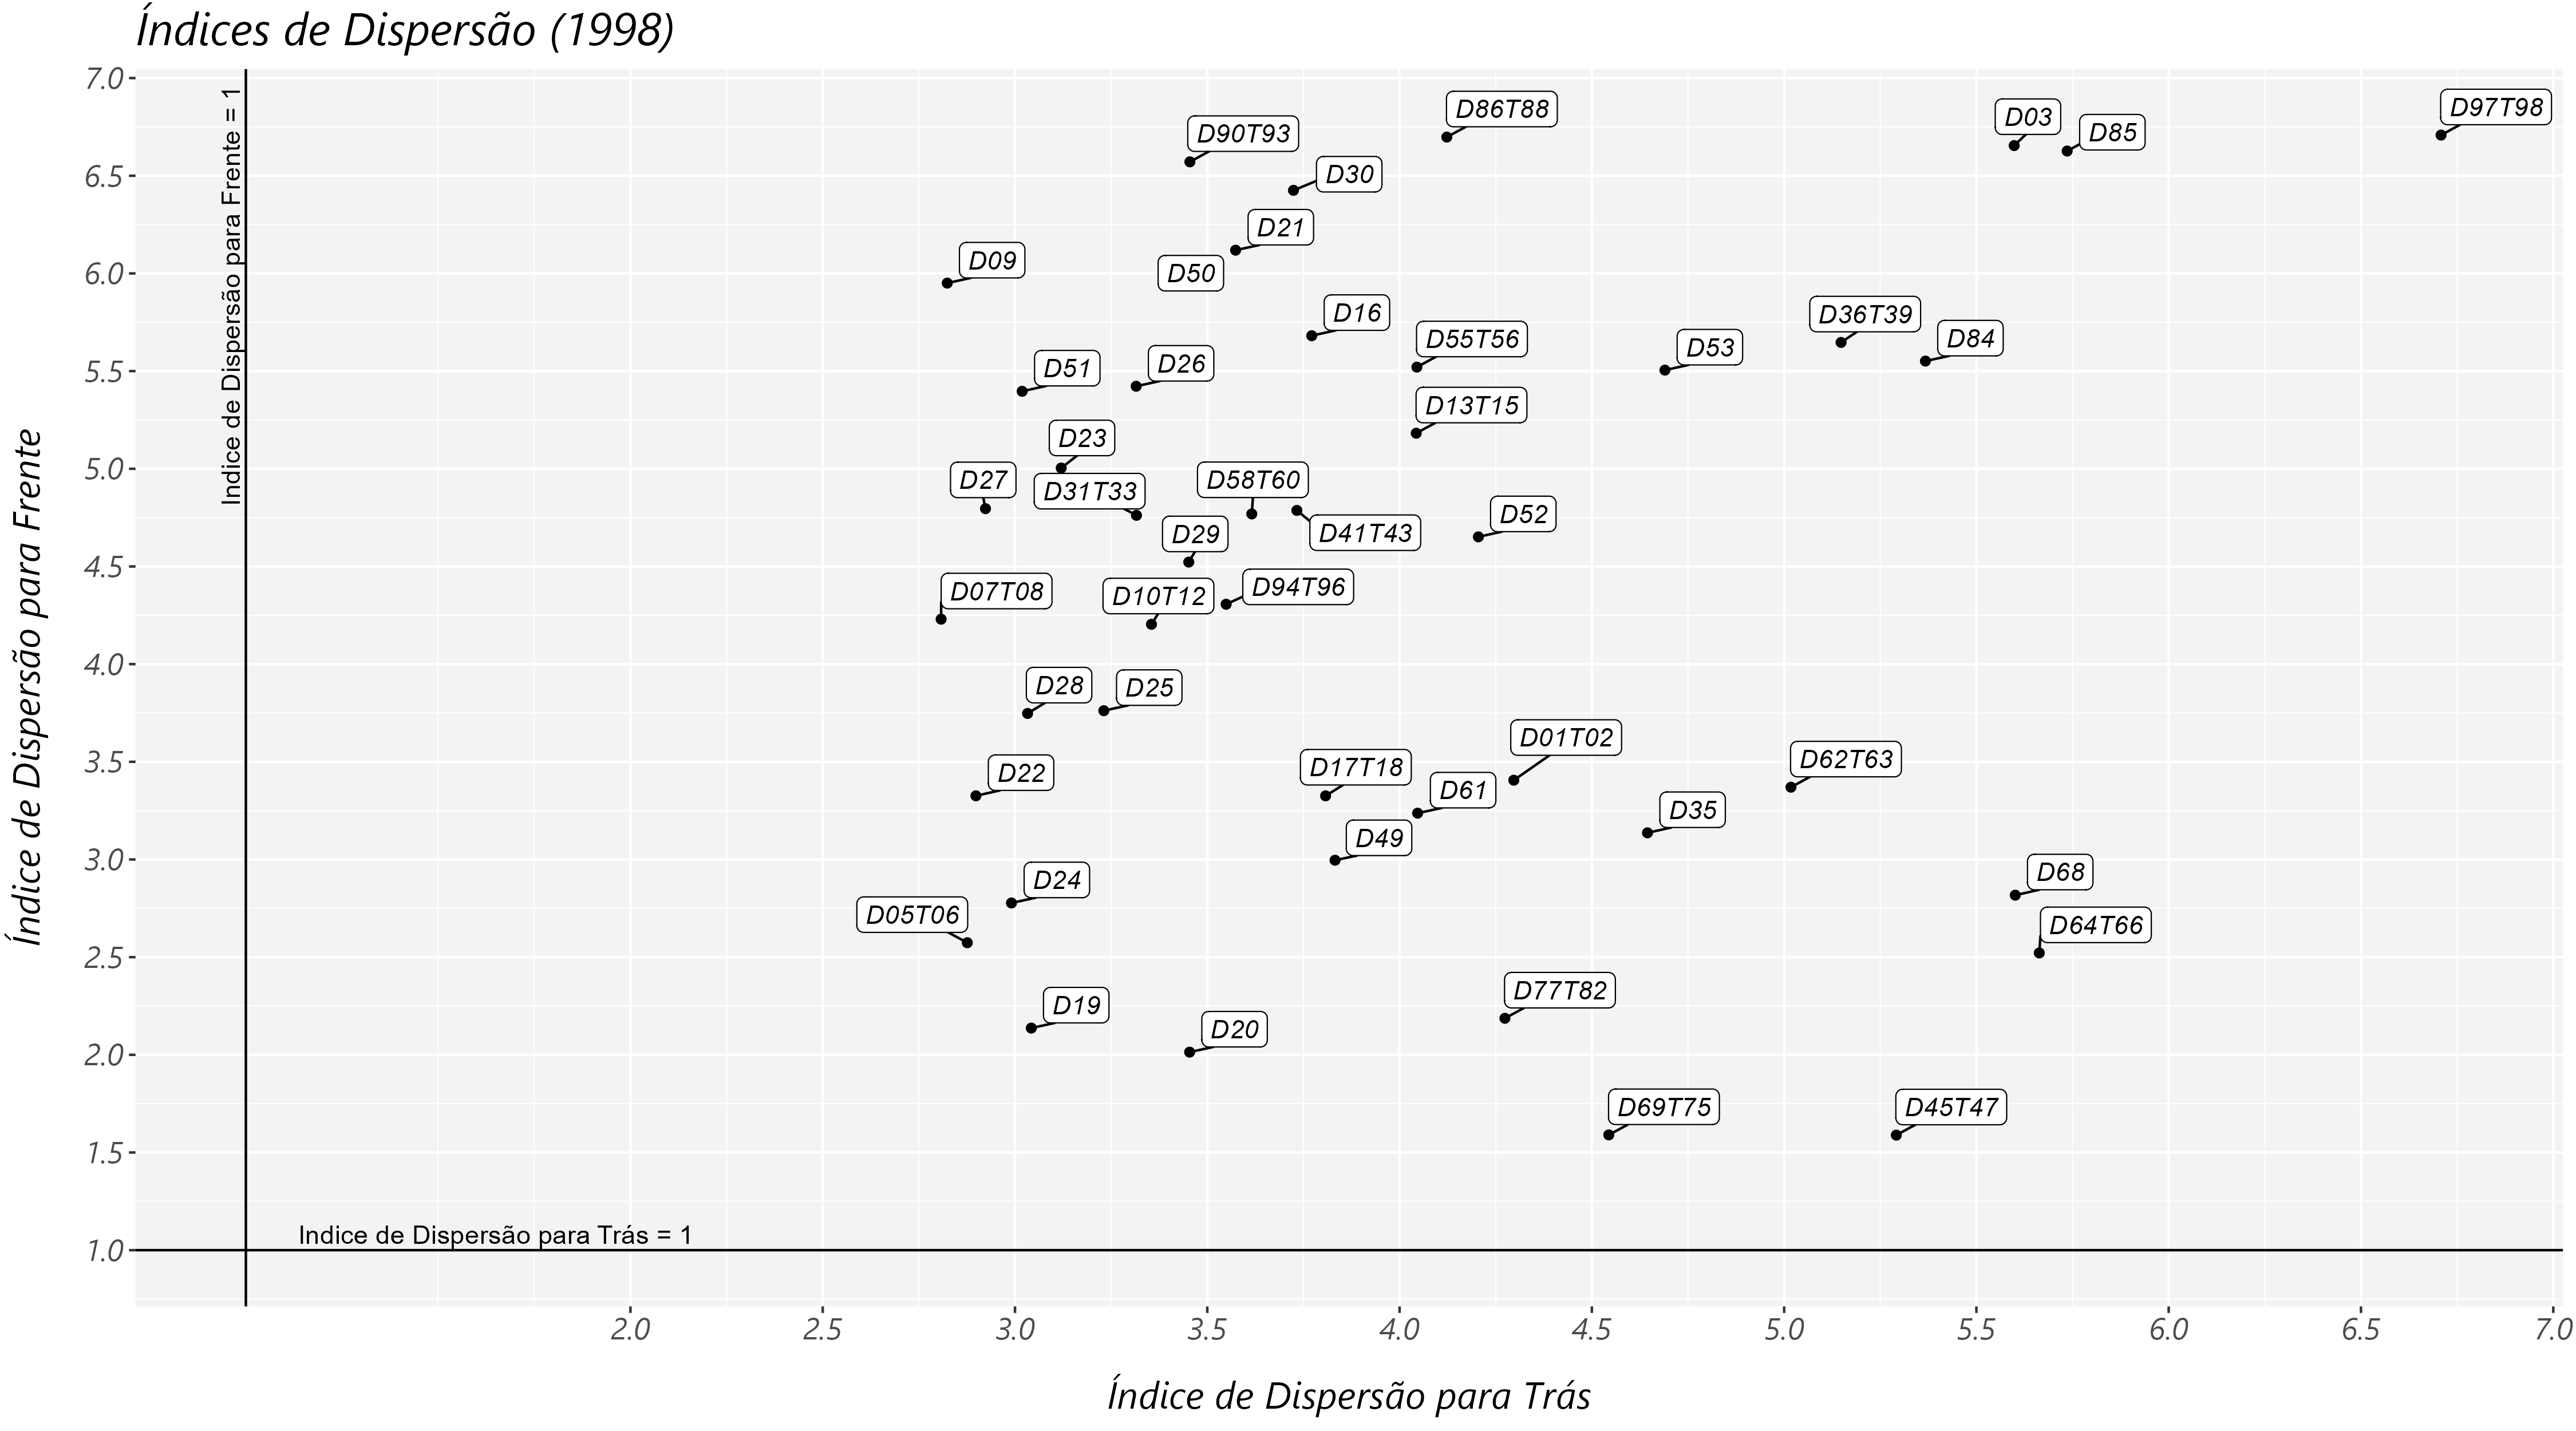 Índices de Dispersão (1998)
7.0
6.5
6.0
5.5
5.0
4.5
4.0
3.5
3.0
2.5
2.0
1.5
1.0
Índice de Dispersão para Frente
Indice de Dispersão para Frente = 1
D86T88
D97T98
D03
D85
D90T93
D30
D21
D09
D50
D16
D36T39
D55T56
D84
D53
D51
D26
D13T15
D23
D27
D31T33
D58T60
D52
D29
D41T43
D07T08
D10T12
D94T96
D28
D25
D01T02
D22
D17T18
D62T63
D61
D35
D49
D24
D68
D05T06
D64T66
D77T82
D19
D20
D69T75
D45T47
Indice de Dispersão para Trás = 1
2.0
2.5
3.0
3.5
4.0
4.5
5.0
5.5
6.0
6.5
7.0
Índice de Dispersão para Trás